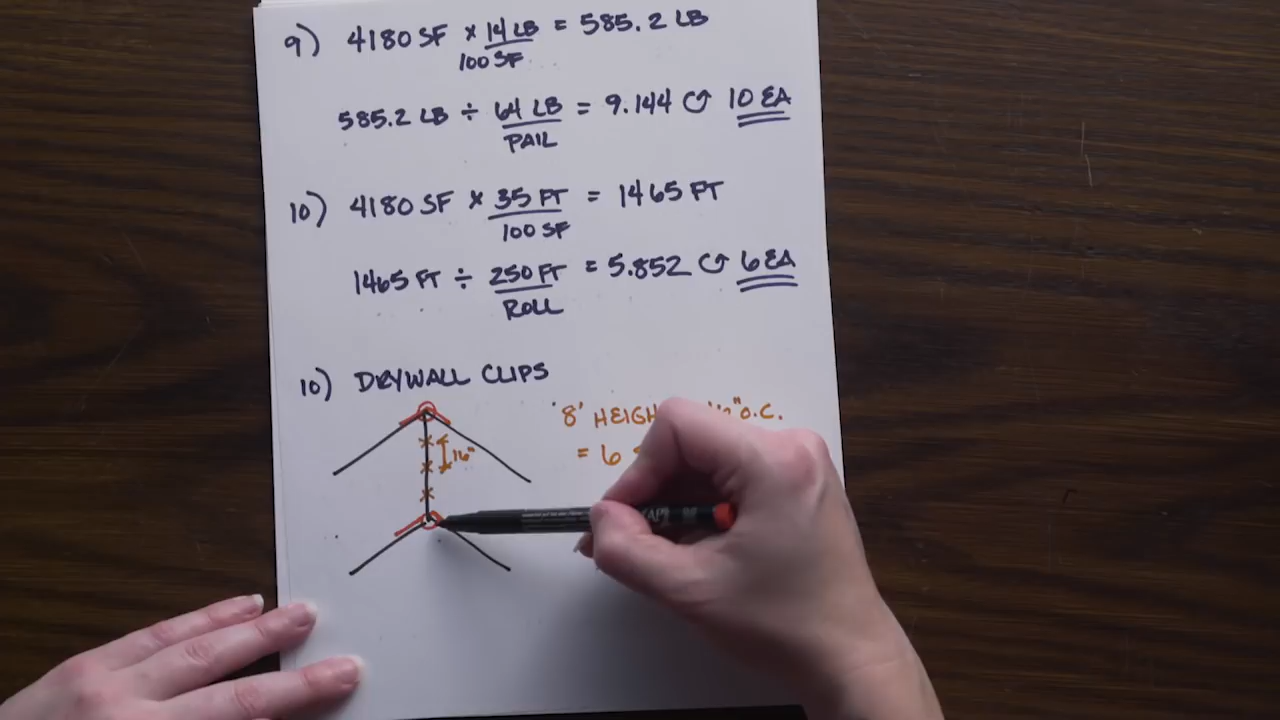 9) 4180 SF × 14 LB = 585.2 LB
100 SF
585.2 LB ÷ 64 LB = 9.144 ↺ 10 EA
PAIL
10) 4180 SF × 35 FT = 1465 FT
100 SF
1465 FT ÷ 250 FT = 5.852 ↺ 6 EA
ROLL
10) DRYWALL CLIPS
8' HEIGH O.C.
= 6
16"